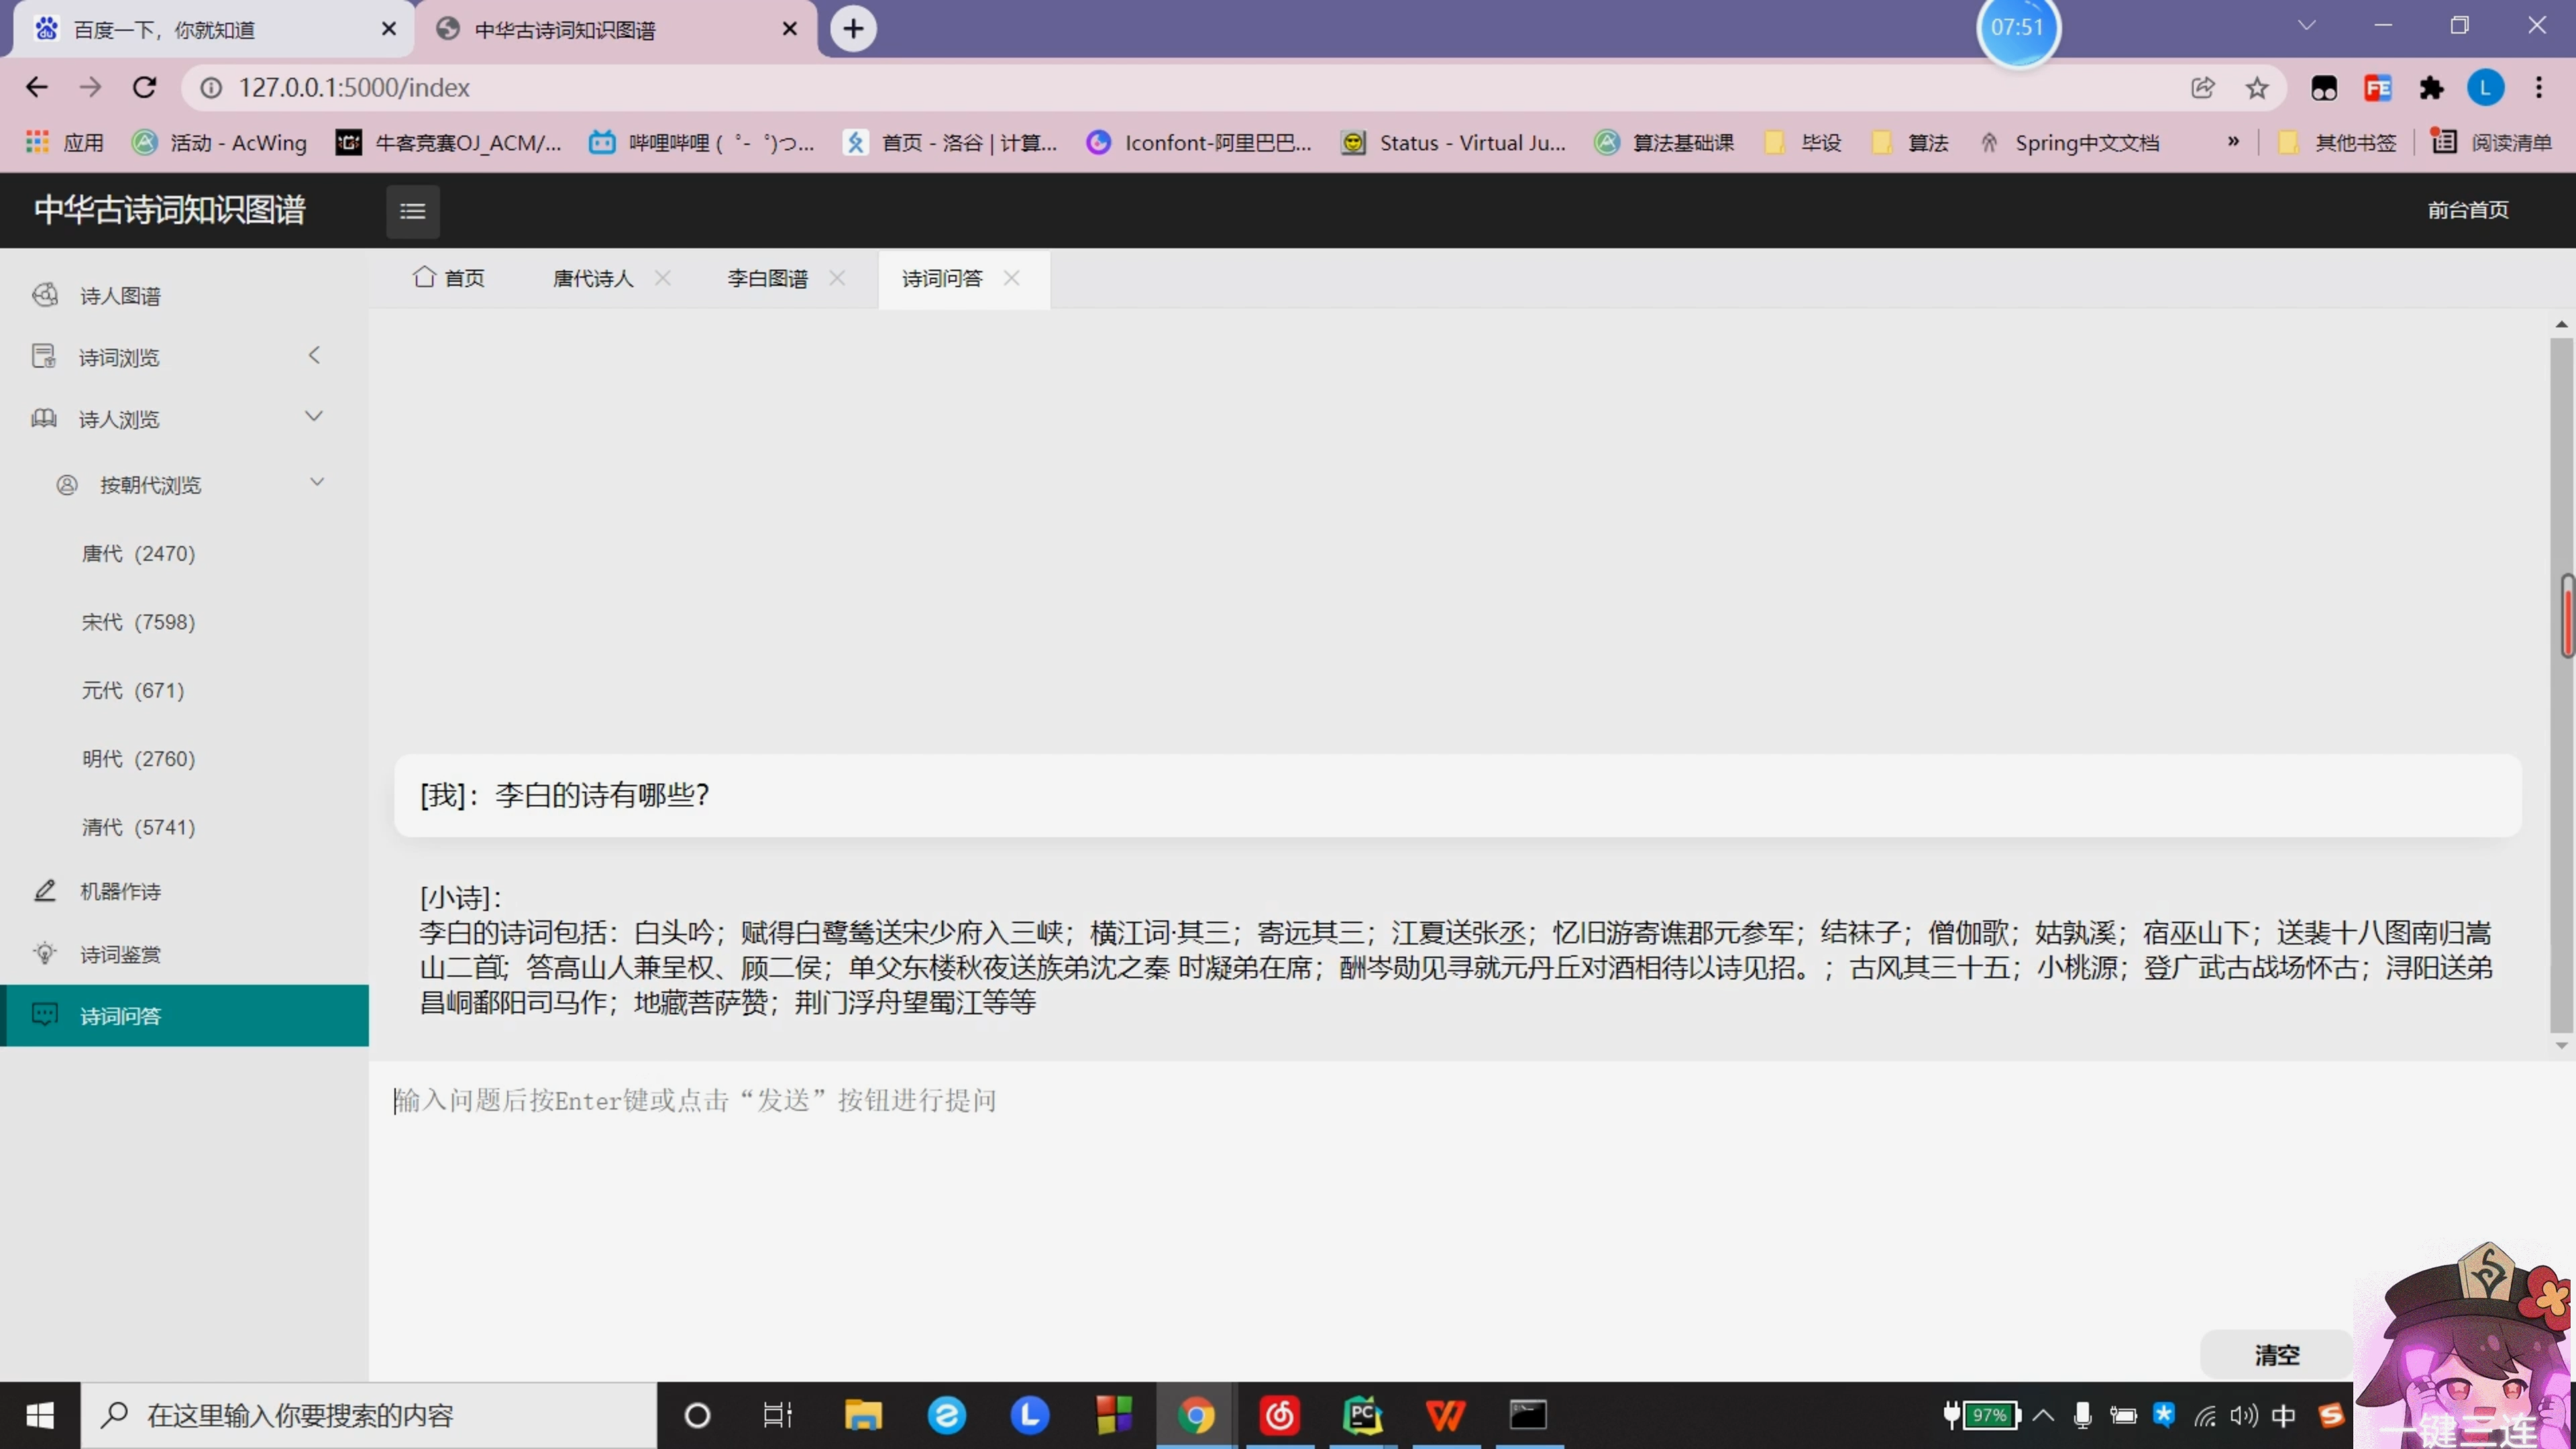 百度一下，你就知道
中华古诗词知识图谱
07:51
127.0.0.1:5000/index
应用
活动 - AcWing
牛客竞赛OJ_ACM/...
哔哩哔哩 ( ゜- ゜)つ...
首页 - 洛谷 | 计算...
Iconfont-阿里巴巴...
Status - Virtual Ju...
算法基础课
毕设
算法
Spring中文文档
»
其他书签
阅读清单
中华古诗词知识图谱
前台首页
首页
唐代诗人
李白图谱
诗词问答
诗人图谱
诗词浏览
诗人浏览
按朝代浏览
唐代（2470）
宋代（7598）
元代（671）
明代（2760）
清代（5741）
机器作诗
诗词鉴赏
诗词问答
[我]：李白的诗有哪些？
[小诗]：
李白的诗词包括：白头吟；赋得白鹭鸶送宋少府入三峡；横江词·其三；寄远其三；江夏送张丞；忆旧游寄谯郡元参军；结袜子；僧伽歌；姑孰溪；宿巫山下；送裴十八图南归嵩
山二首；答高山人兼呈权、顾二侯；单父东楼秋夜送族弟沈之秦 时凝弟在席；酬岑勋见寻就元丹丘对酒相待以诗见招。；古风其三十五；小桃源；登广武古战场怀古；浔阳送弟
昌峒鄱阳司马作；地藏菩萨赞；荆门浮舟望蜀江等等
输入问题后按Enter键或点击“发送”按钮进行提问
清空
在这里输入你要搜索的内容
97%
中
一键三连